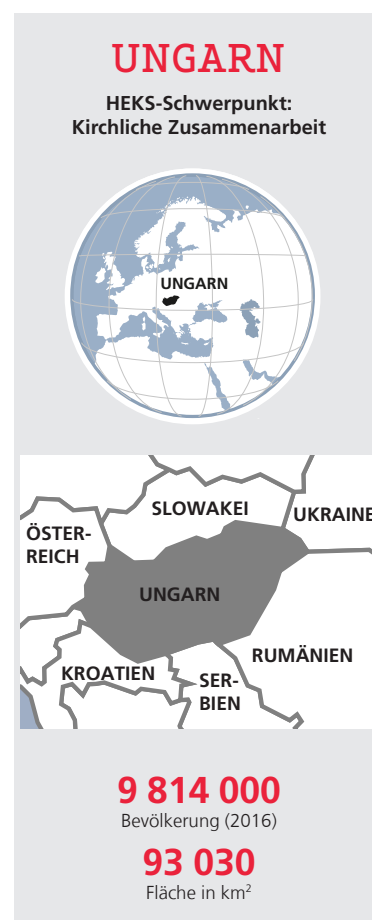 UNGARN
HEKS-Schwerpunkt:
Kirchliche Zusammenarbeit
UNGARN
SLOWAKEI
UKRAINE
ÖSTER-
REICH
UNGARN
RUMÄNIEN
KROATIEN
SER-
BIEN
9 814 000
Bevölkerung (2016)
93 030
Fläche in km²